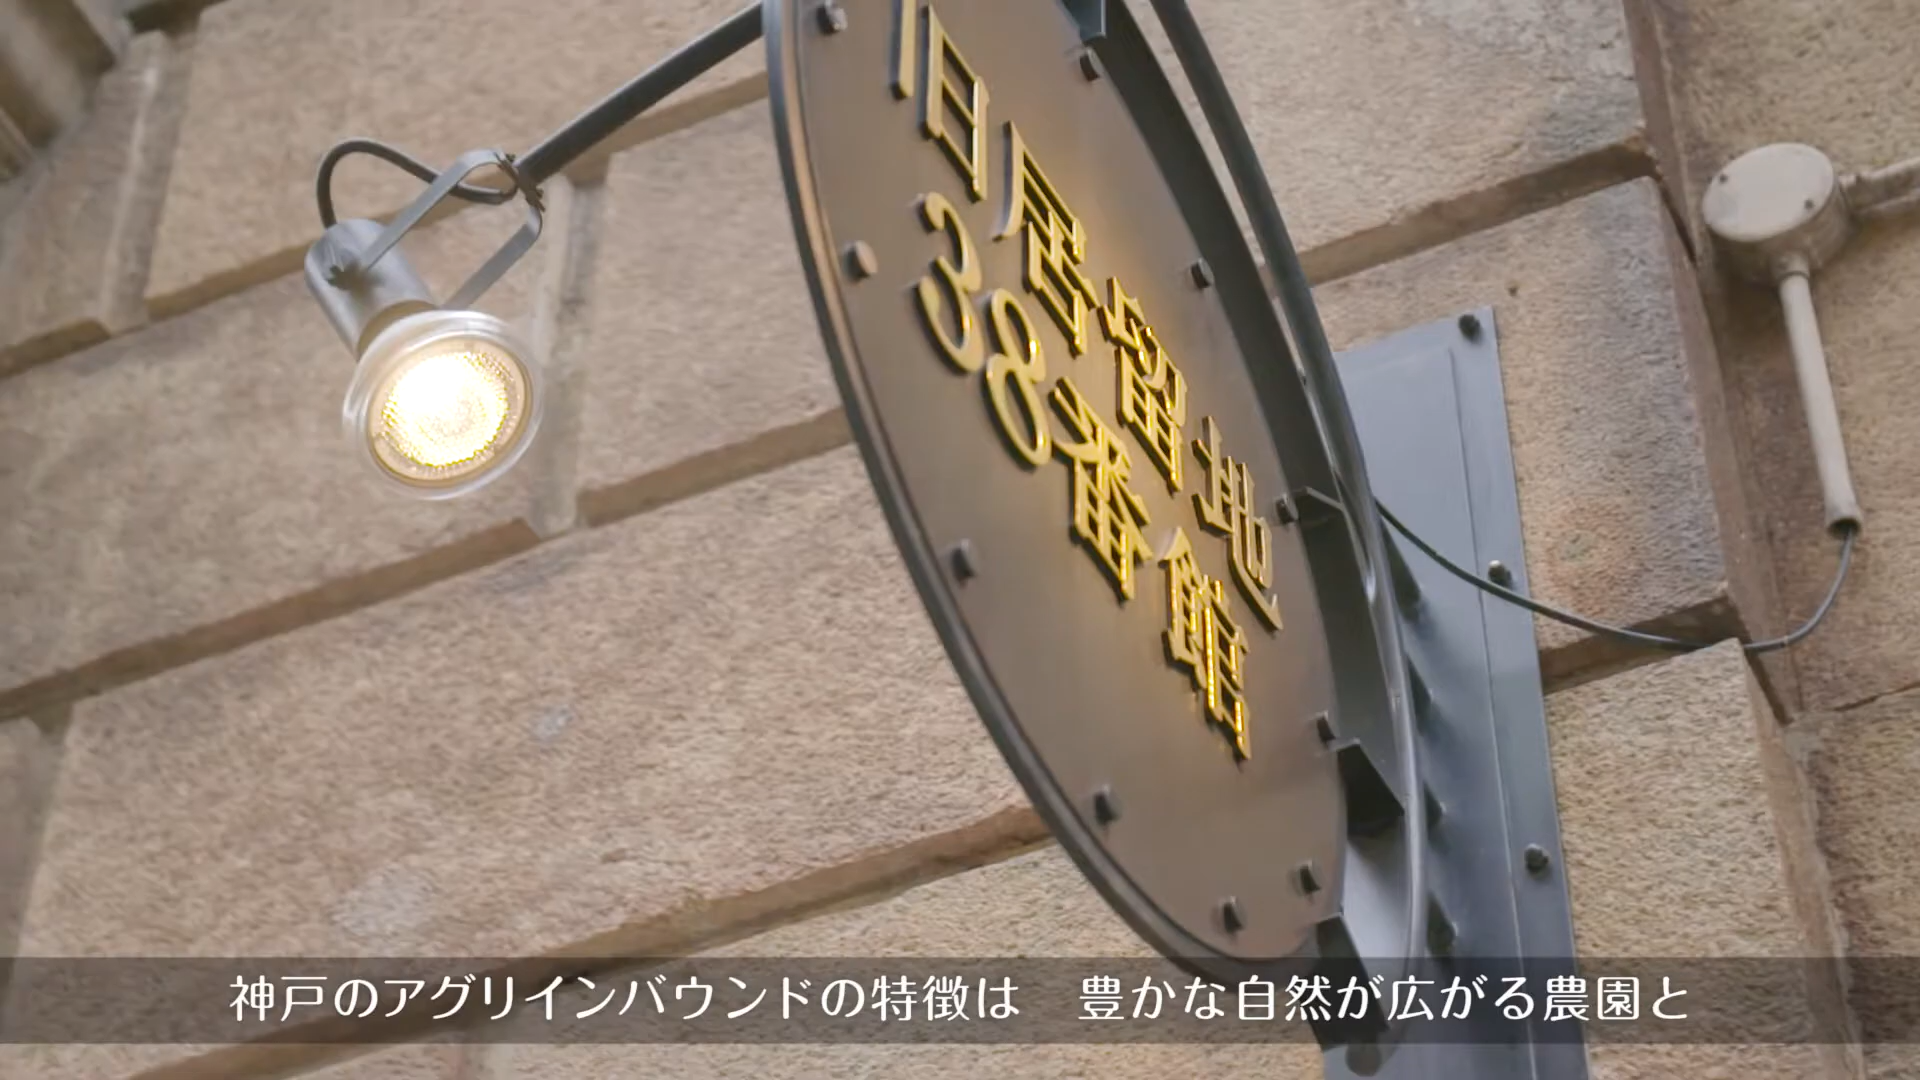 旧居留地
38番館
神戸のアグリインバウンドの特徴は　豊かな自然が広がる農園と